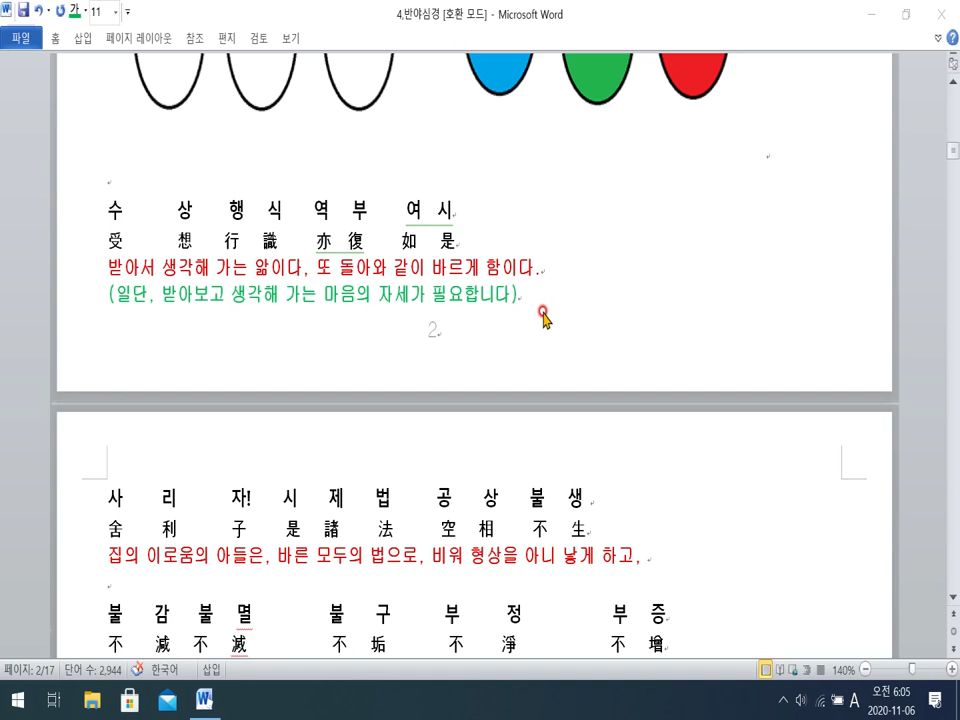 가 11
4,반야심경 [호환 모드] - Microsoft Word
파일 홈 삽입 페이지 레이아웃 참조 편지 검토 보기
수 상 행 식 역 부 여 시
受 想 行 識 亦 復 如 是
받아서 생각해 가는 앎이다, 또 돌아와 같이 바르게 함이다.
(일단, 받아보고 생각해 가는 마음의 자세가 필요합니다)
2
사 리 자! 시 제 법 공 상 불 생
舍 利 子 是 諸 法 空 相 不 生
집의 이로움의 아들은, 바른 모두의 법으로, 비워 형상을 아니 낳게 하고,
불 감 불 멸 불 구 부 정 부 증
不 減 不 滅 不 垢 不 淨 不 增
페이지: 2/17 단어 수: 2,944 한국어 삽입 140%
A 오전 6:05
2020-11-06